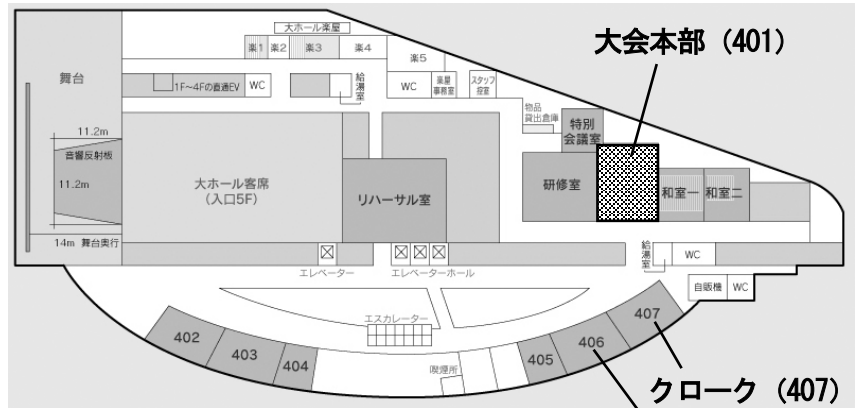 大会本部（401）
大ホール楽屋
楽1
楽2
楽3
楽4
楽5
舞台
1F〜4Fの直通EV
WC
給湯室
WC
楽屋
事務室
スタッフ
控室
物品
貸出倉庫
特別
会議室
11.2m
音響反射板
11.2m
14m 舞台奥行
大ホール客席
（入口5F）
リハーサル室
研修室
和室一
和室二
エレベーター
エレベーターホール
給湯室
WC
自販機
WC
エスカレーター
喫煙所
402
403
404
405
406
407
クローク（407）